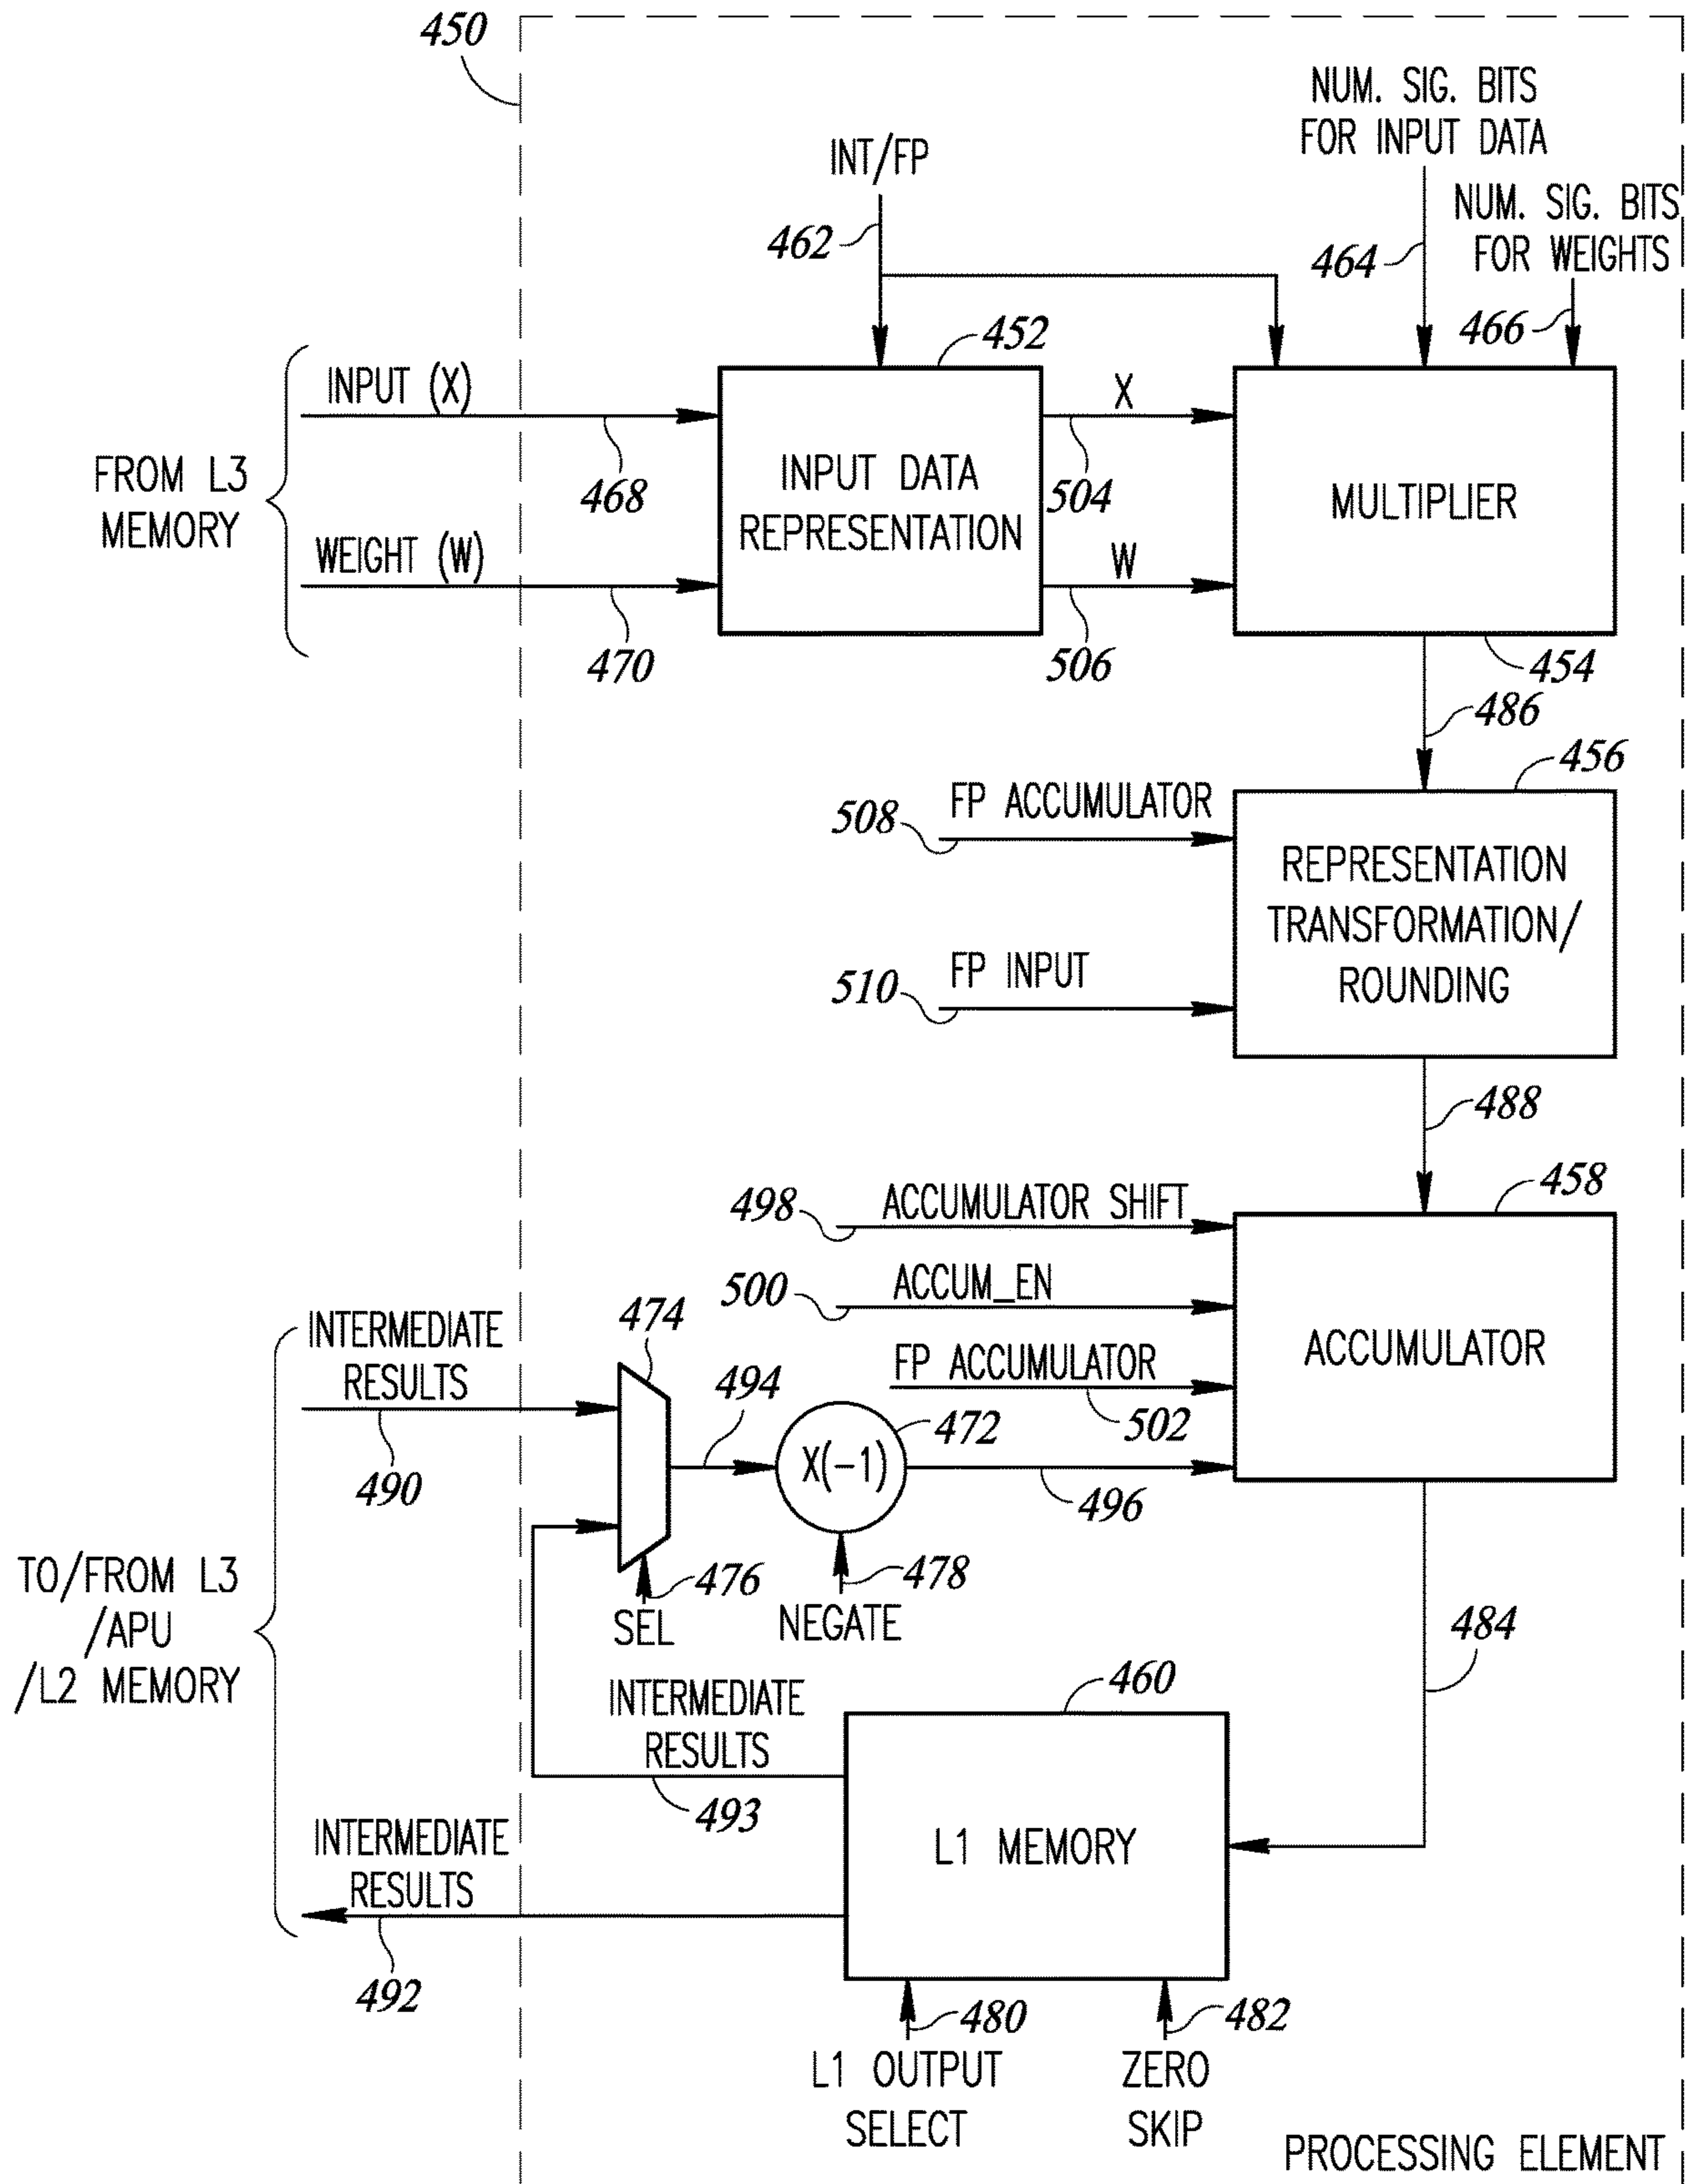 450
NUM. SIG. BITS
FOR INPUT DATA
INT/FP
NUM. SIG. BITS
FOR WEIGHTS
462
464
466
452
INPUT (X)
X
FROM L3
MEMORY
468
INPUT DATA
REPRESENTATION
504
MULTIPLIER
WEIGHT (W)
W
470
506
454
486
456
FP ACCUMULATOR
508
REPRESENTATION
TRANSFORMATION/
ROUNDING
FP INPUT
510
488
458
498
ACCUMULATOR SHIFT
500
ACCUM_EN
474
INTERMEDIATE
RESULTS
FP ACCUMULATOR
ACCUMULATOR
494
502
472
X(-1)
490
496
TO/FROM L3
/APU
/L2 MEMORY
476
478
SEL
NEGATE
484
460
INTERMEDIATE
RESULTS
493
L1 MEMORY
INTERMEDIATE
RESULTS
492
480
482
L1 OUTPUT
SELECT
ZERO
SKIP
PROCESSING ELEMENT